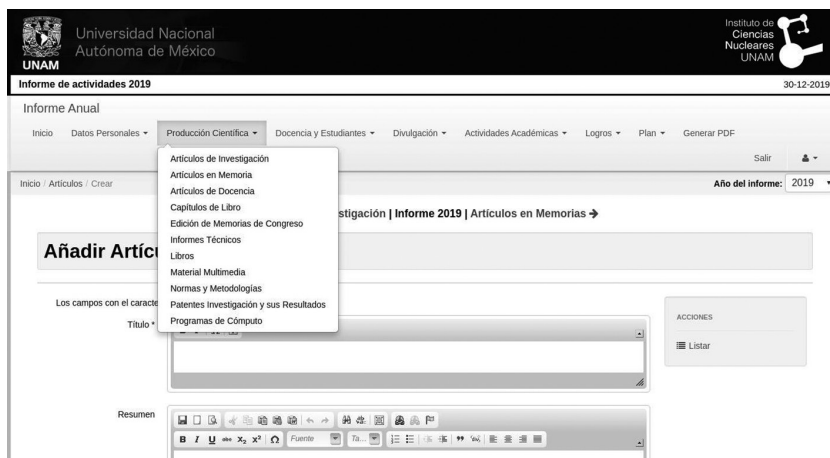 Universidad Nacional
Autónoma de México
UNAM
Instituto de
Ciencias
Nucleares
UNAM
Informe de actividades 2019 30-12-2019
Informe Anual
Inicio Datos Personales Producción Científica Docencia y Estudiantes Divulgación Actividades Académicas Logros Plan Generar PDF
Salir
Inicio / Artículos / Crear Año del informe: 2019
Artículos de Investigación
Artículos en Memoria
Artículos de Docencia
Capítulos de Libro
Edición de Memorias de Congreso
Informes Técnicos
Libros
Material Multimedia
Normas y Metodologías
Patentes Investigación y sus Resultados
Programas de Cómputo
stigación | Informe 2019 | Artículos en Memorias →
Añadir Artíc
Los campos con el caracte
Título *
ACCIONES
Listar
Resumen
B I U abc X₂ X² Ω Fuente Ta...